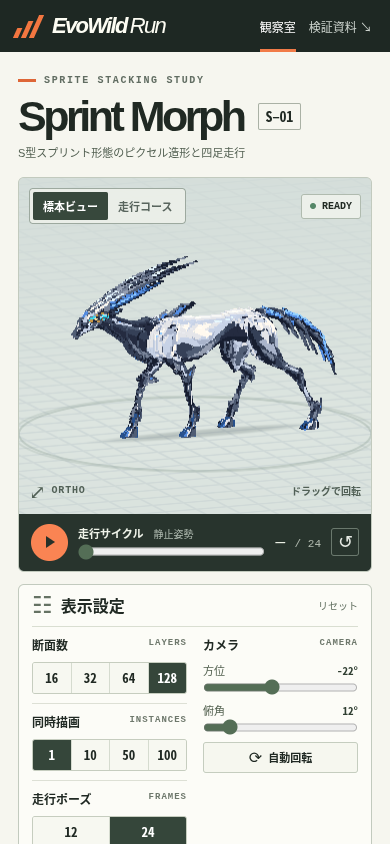 EvoWild Run
観察室
検証資料 ↘
SPRITE STACKING STUDY
Sprint Morph
S–01
S型スプリント形態のピクセル造形と四足走行
標本ビュー
走行コース
READY
ORTHO
ドラッグで回転
走行サイクル 静止姿勢
— / 24
表示設定
リセット
断面数 LAYERS
16 32 64 128
同時描画 INSTANCES
1 10 50 100
走行ポーズ FRAMES
12 24
カメラ CAMERA
方位 -22°
俯角 12°
自動回転